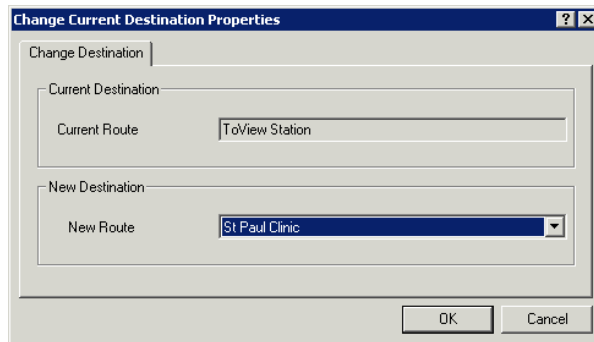 Change Current Destination Properties
Change Destination
Current Destination
Current Route ToView Station
New Destination
New Route St Paul Clinic
OK Cancel